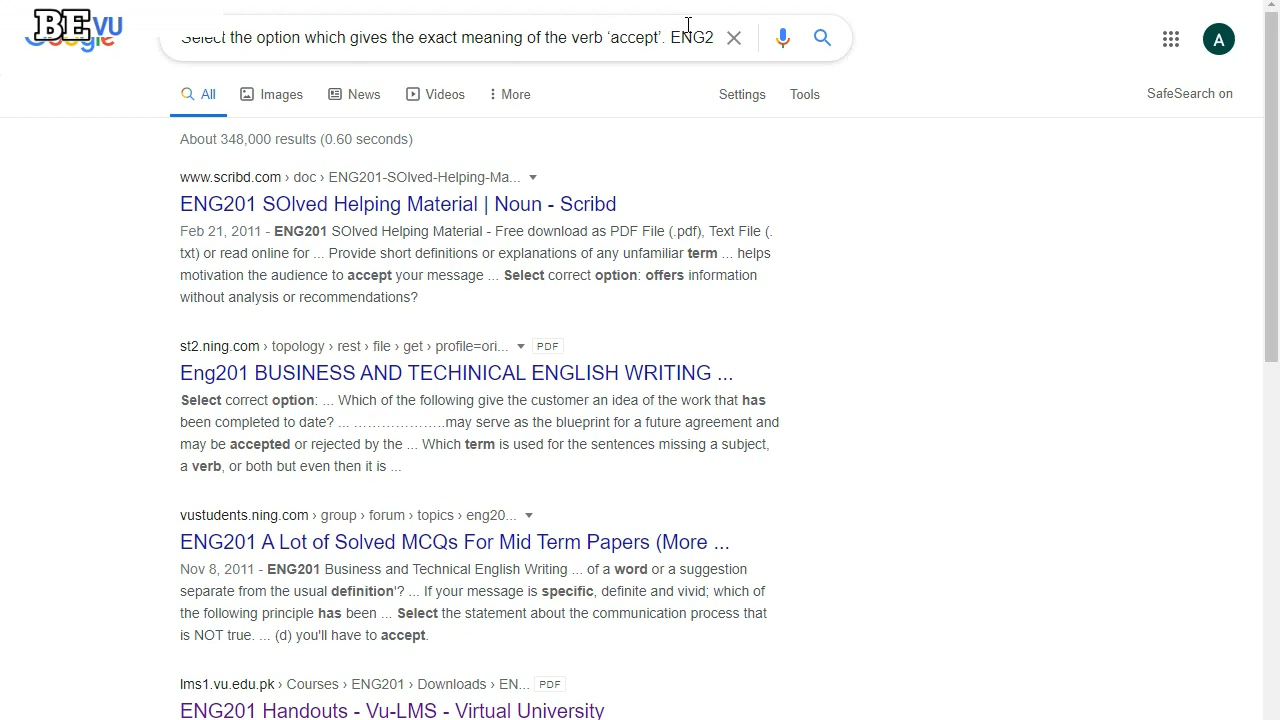 BEVU
Google
Select the option which gives the exact meaning of the verb ‘accept’. ENG2
A
All
Images
News
Videos
More
Settings
Tools
SafeSearch on
About 348,000 results (0.60 seconds)
www.scribd.com › doc › ENG201-SOlved-Helping-Ma...
ENG201 SOlved Helping Material | Noun - Scribd
Feb 21, 2011 - ENG201 SOlved Helping Material - Free download as PDF File (.pdf), Text File (.
txt) or read online for ... Provide short definitions or explanations of any unfamiliar term ... helps
motivation the audience to accept your message ... Select correct option: offers information
without analysis or recommendations?
st2.ning.com › topology › rest › file › get › profile=ori... PDF
Eng201 BUSINESS AND TECHINICAL ENGLISH WRITING ...
Select correct option: ... Which of the following give the customer an idea of the work that has
been completed to date? ... ………………..may serve as the blueprint for a future agreement and
may be accepted or rejected by the ... Which term is used for the sentences missing a subject,
a verb, or both but even then it is ...
vustudents.ning.com › group › forum › topics › eng20...
ENG201 A Lot of Solved MCQs For Mid Term Papers (More ...
Nov 8, 2011 - ENG201 Business and Technical English Writing ... of a word or a suggestion
separate from the usual definition'? ... If your message is specific, definite and vivid; which of
the following principle has been ... Select the statement about the communication process that
is NOT true. ... (d) you'll have to accept.
lms1.vu.edu.pk › Courses › ENG201 › Downloads › EN... PDF
ENG201 Handouts - Vu-LMS - Virtual University